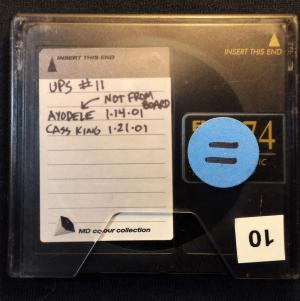 INSERT THIS END
INSERT THIS END
UPS #11
NOT FROM
BOARD
AYODELE 1.14.01
CASS KING 1.21.01
74
IC
MD colour collection
10